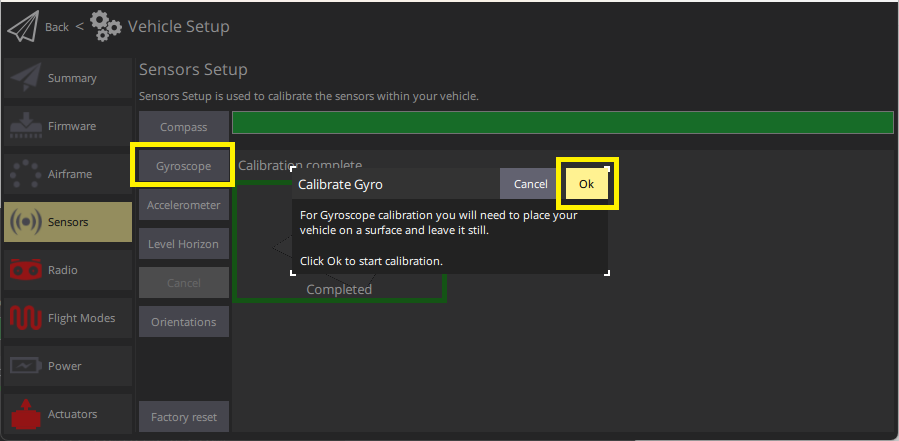 Back < Vehicle Setup
Summary
Firmware
Airframe
Sensors
Radio
Flight Modes
Power
Actuators
Sensors Setup
Sensors Setup is used to calibrate the sensors within your vehicle.
Compass
Gyroscope
Accelerometer
Level Horizon
Cancel
Orientations
Factory reset
Calibration complete
Calibrate Gyro
Cancel
Ok
For Gyroscope calibration you will need to place your
vehicle on a surface and leave it still.
Click Ok to start calibration.
Completed